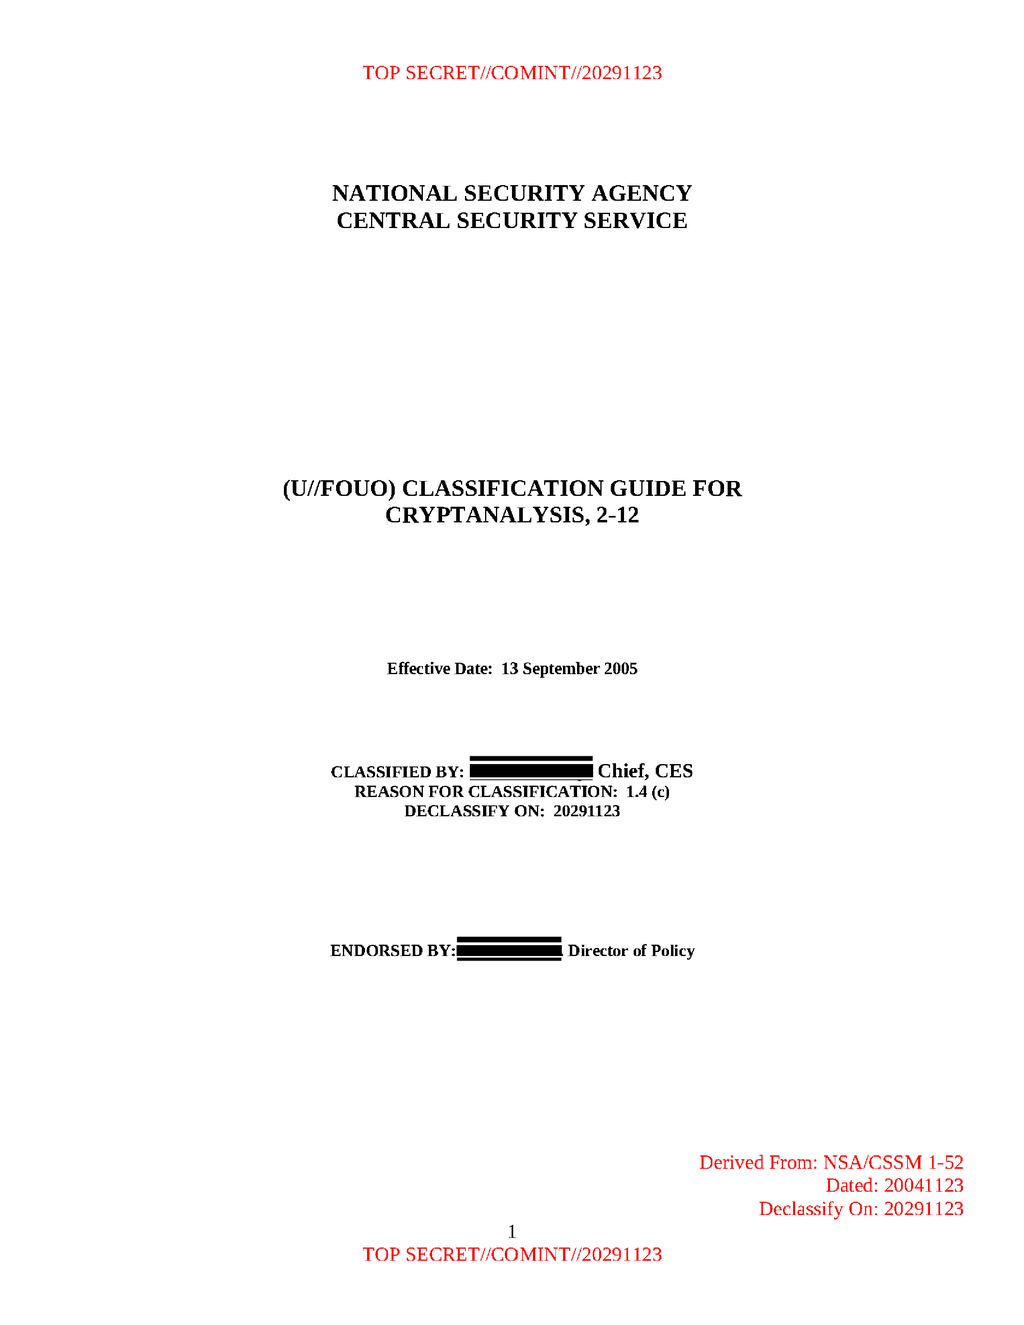 TOP SECRET//COMINT//20291123
NATIONAL SECURITY AGENCY
CENTRAL SECURITY SERVICE
(U//FOUO) CLASSIFICATION GUIDE FOR
CRYPTANALYSIS, 2-12
Effective Date:  13 September 2005
CLASSIFIED BY: Chief, CES
REASON FOR CLASSIFICATION:  1.4 (c)
DECLASSIFY ON:  20291123
ENDORSED BY: Director of Policy
Derived From: NSA/CSSM 1-52
Dated: 20041123
Declassify On: 20291123
1
TOP SECRET//COMINT//20291123